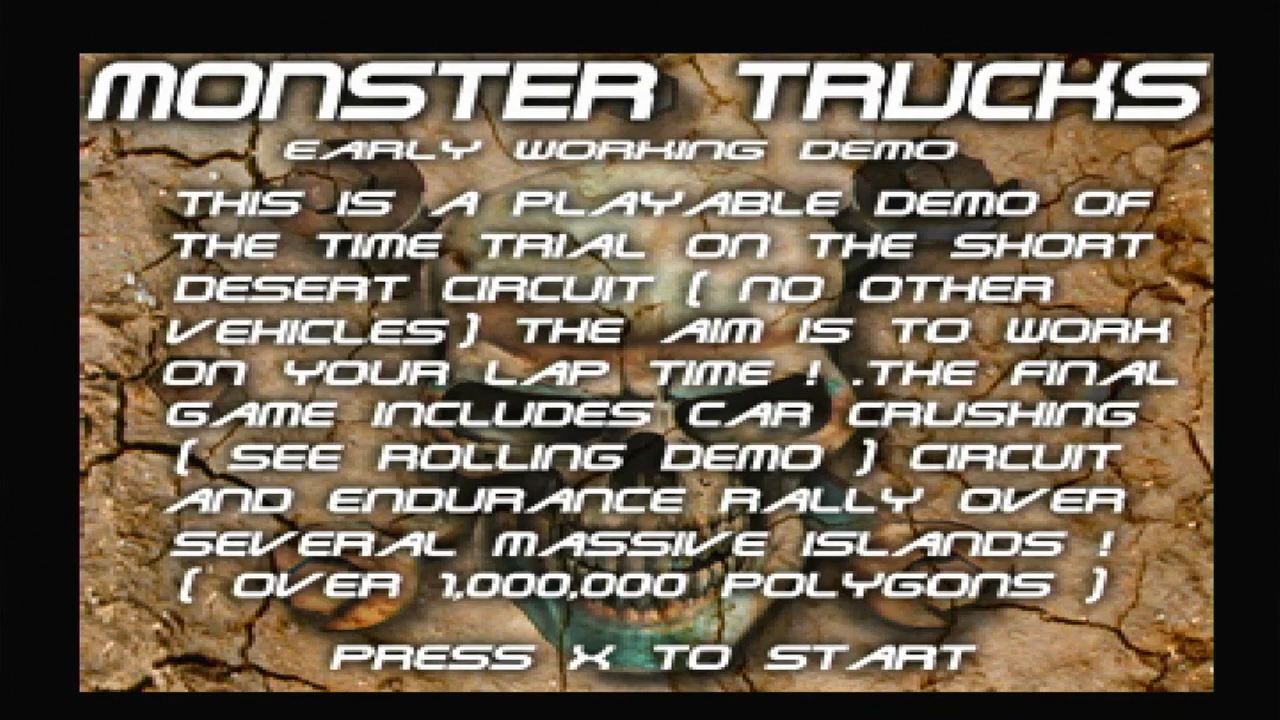 MONSTER TRUCKS
EARLY WORKING DEMO
THIS IS A PLAYABLE DEMO OF
THE TIME TRIAL ON THE SHORT
DESERT CIRCUIT ( NO OTHER
VEHICLES ) THE AIM IS TO WORK
ON YOUR LAP TIME ! .THE FINAL
GAME INCLUDES CAR CRUSHING
( SEE ROLLING DEMO ) CIRCUIT
AND ENDURANCE RALLY OVER
SEVERAL MASSIVE ISLANDS !
( OVER 1,000,000 POLYGONS )
PRESS X TO START